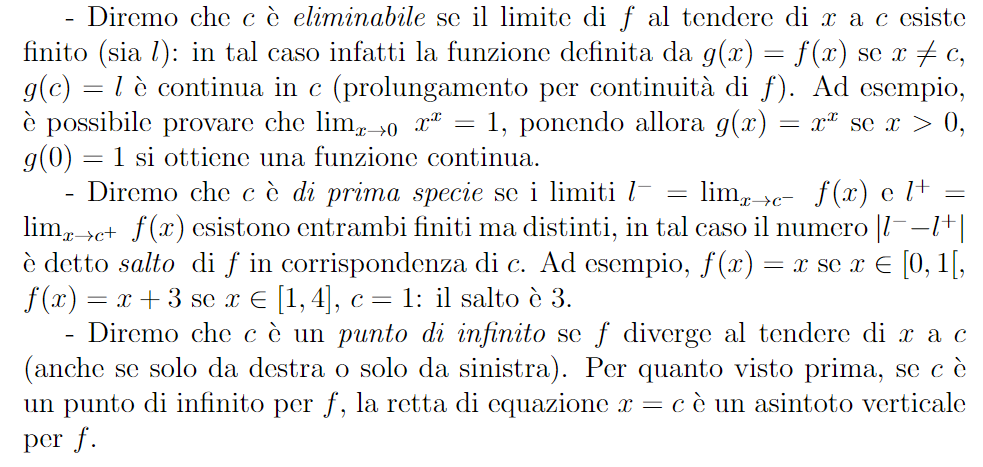 - Diremo che c è eliminabile se il limite di f al tendere di x a c esiste
finito (sia l): in tal caso infatti la funzione definita da g(x) = f(x) se x ≠ c,
g(c) = l è continua in c (prolungamento per continuità di f). Ad esempio,
è possibile provare che lim_{x→0} x^x = 1, ponendo allora g(x) = x^x se x > 0,
g(0) = 1 si ottiene una funzione continua.
- Diremo che c è di prima specie se i limiti l^− = lim_{x→c^−} f(x) e l^+ =
lim_{x→c^+} f(x) esistono entrambi finiti ma distinti, in tal caso il numero |l^−−l^+|
è detto salto di f in corrispondenza di c. Ad esempio, f(x) = x se x ∈ [0, 1[,
f(x) = x + 3 se x ∈ [1, 4], c = 1: il salto è 3.
- Diremo che c è un punto di infinito se f diverge al tendere di x a c
(anche se solo da destra o solo da sinistra). Per quanto visto prima, se c è
un punto di infinito per f, la retta di equazione x = c è un asintoto verticale
per f.